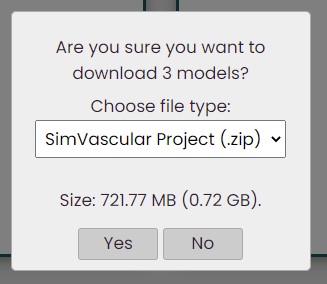 Are you sure you want to
download 3 models?
Choose file type:
SimVascular Project (.zip)
Size: 721.77 MB (0.72 GB).
Yes
No